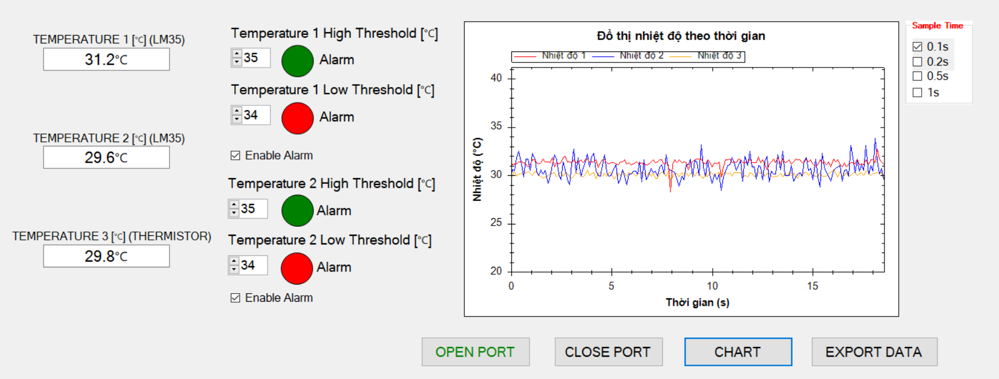 TEMPERATURE 1 [℃] (LM35)
31.2℃
TEMPERATURE 2 [℃] (LM35)
29.6℃
TEMPERATURE 3 [℃] (THERMISTOR)
29.8℃
Temperature 1 High Threshold [℃]
35 Alarm
Temperature 1 Low Threshold [℃]
34 Alarm
Enable Alarm
Temperature 2 High Threshold [℃]
35 Alarm
Temperature 2 Low Threshold [℃]
34 Alarm
Enable Alarm
Đồ thị nhiệt độ theo thời gian
Nhiệt độ 1 Nhiệt độ 2 Nhiệt độ 3
Nhiệt độ (°C)
40
35
30
25
20
0 5 10 15
Thời gian (s)
Sample Time
0.1s
0.2s
0.5s
1s
OPEN PORT CLOSE PORT CHART EXPORT DATA